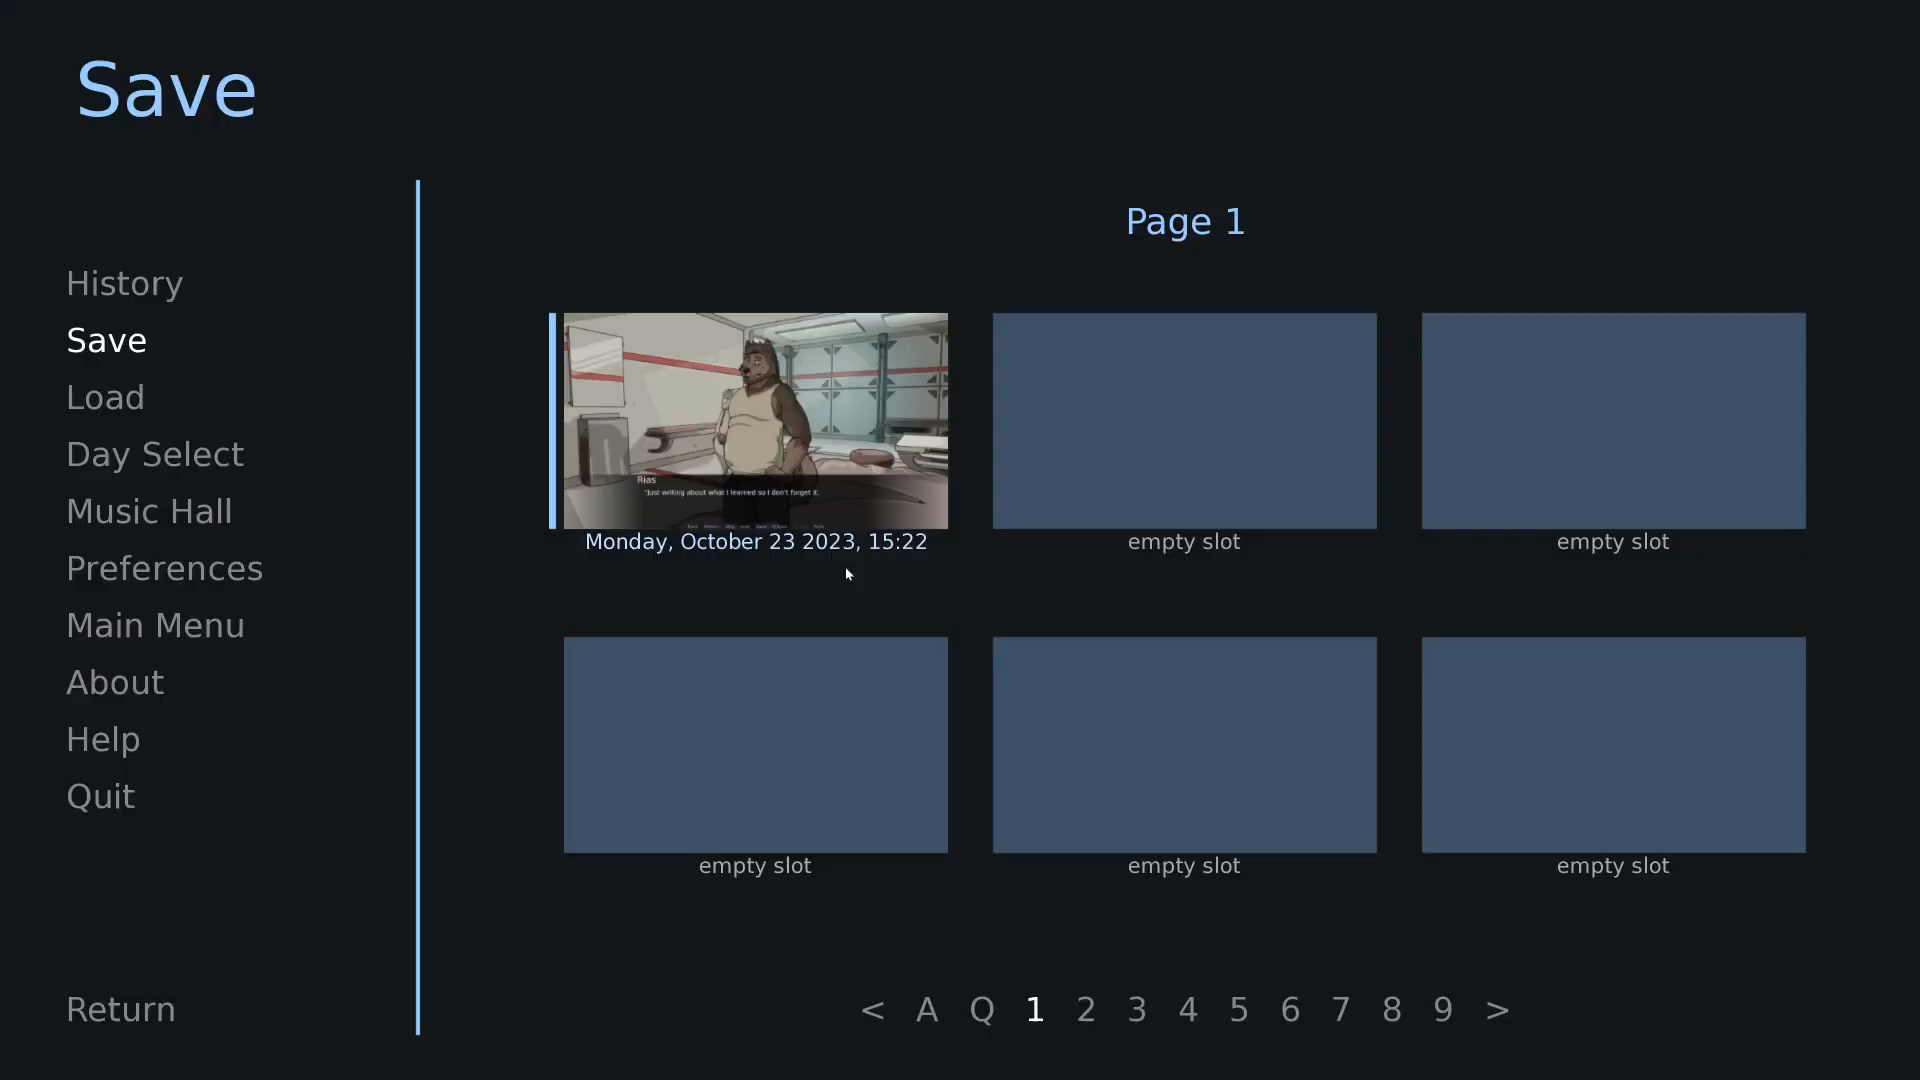 Save
Page 1
History
Save
Load
Day Select
Music Hall
Preferences
Main Menu
About
Help
Quit
Return
Rias
"Just writing about what I learned so I don't forget it.
Monday, October 23 2023, 15:22
empty slot
empty slot
empty slot
empty slot
empty slot
< A Q 1 2 3 4 5 6 7 8 9 >